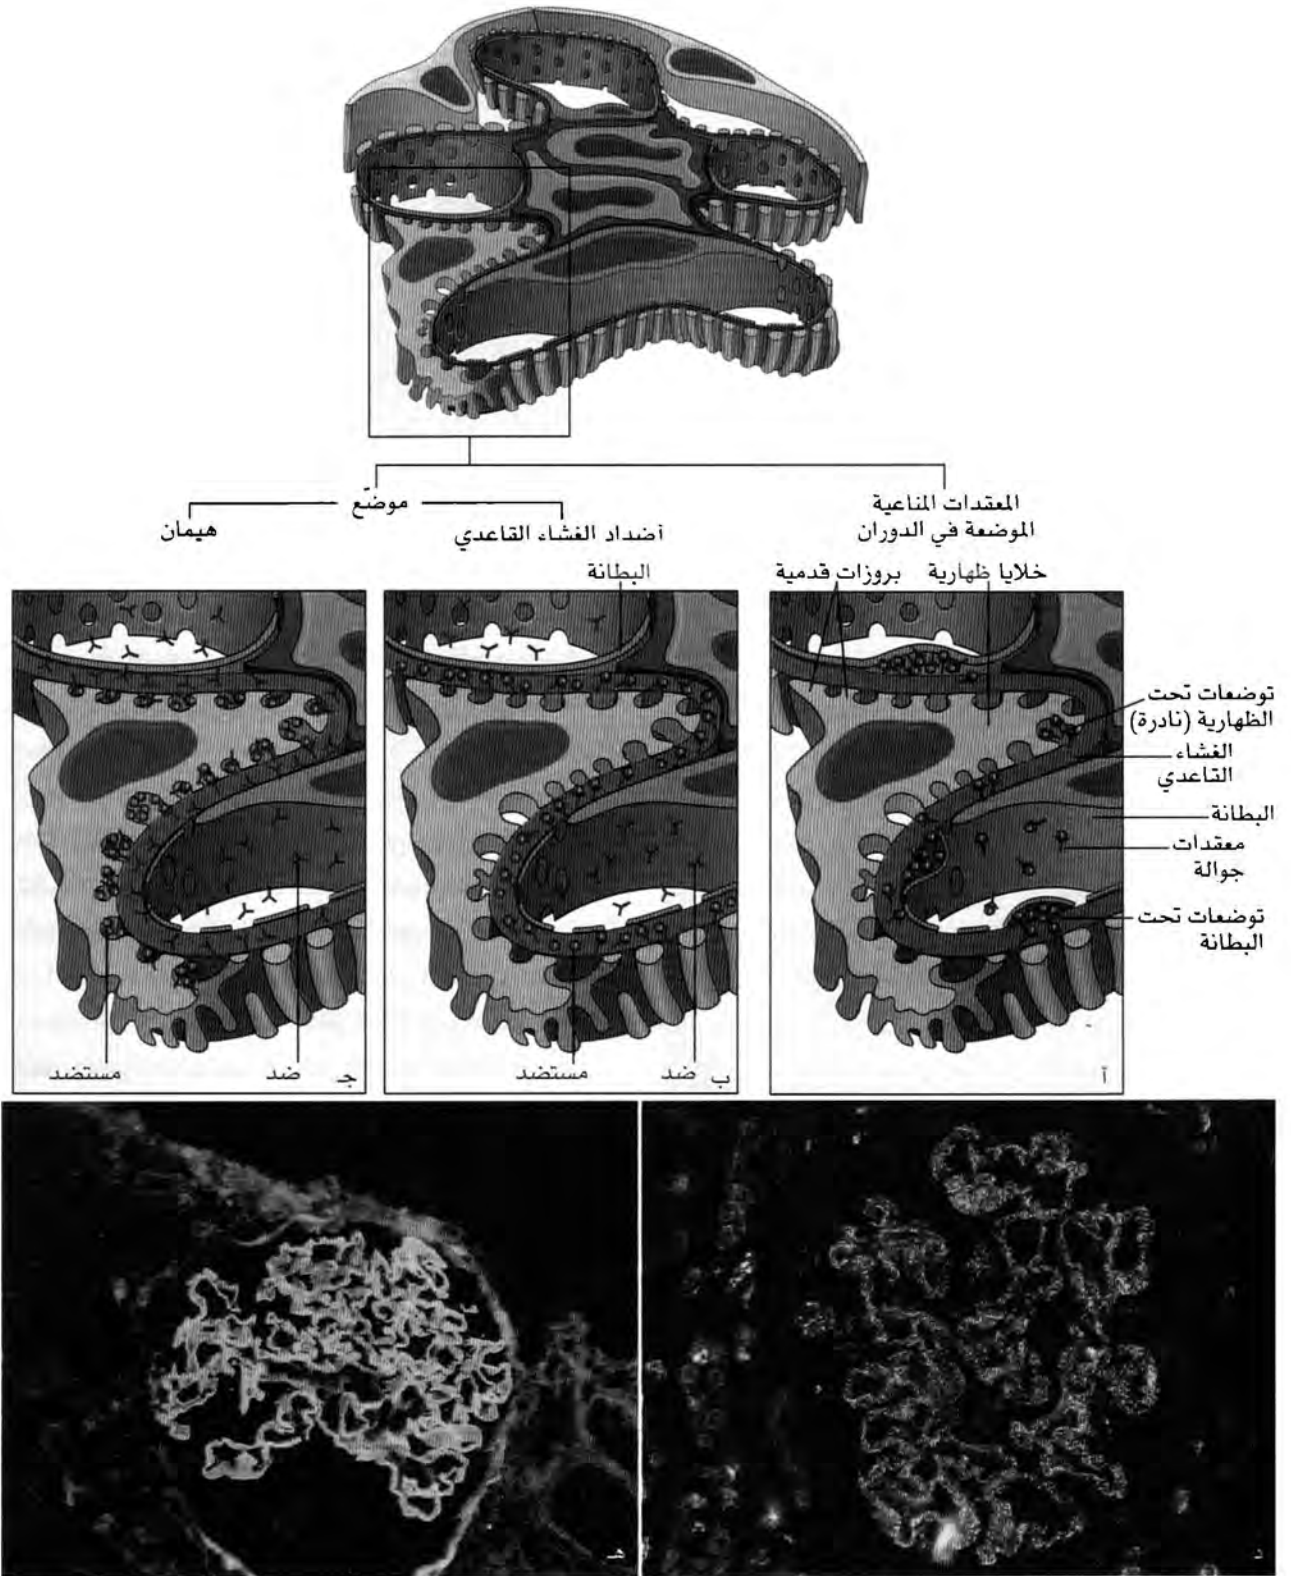 المعقدات المناعية
الموضعة في الدوران
موضّع
أضداد الغشاء القاعدي
هيمان
خلايا ظهارية
بروزات قدمية
البطانة
توضعات تحت
الظهارية (نادرة)
الغشاء
القاعدي
البطانة
معقدات
جوالة
توضعات تحت
البطانة
آ
ضد
مستضد
ب
ضد
مستضد
جـ
د
هـ